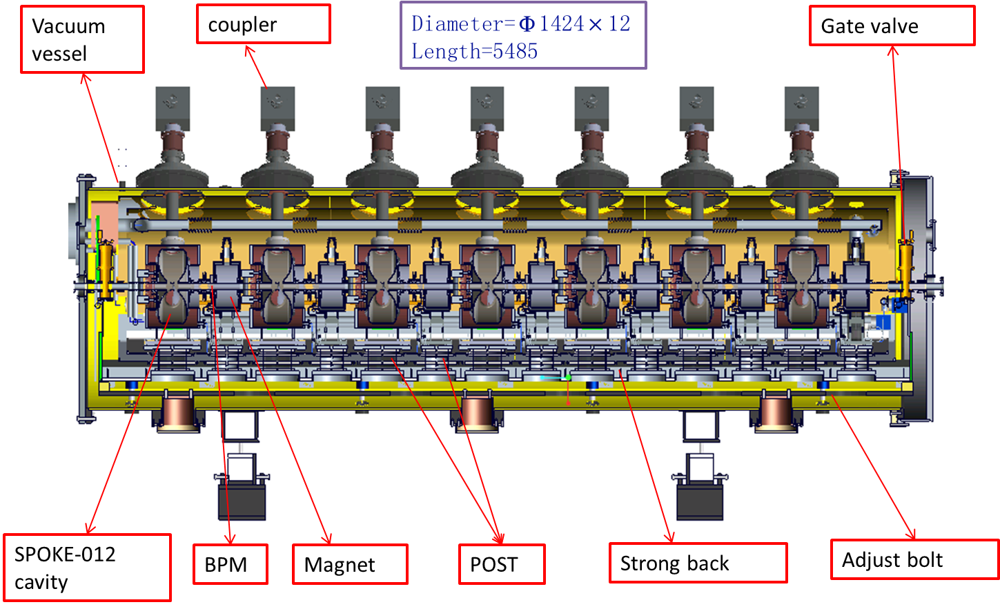 Vacuum
vessel
coupler
Diameter=Φ1424×12
Length=5485
Gate valve
SPOKE-012
cavity
BPM
Magnet
POST
Strong back
Adjust bolt